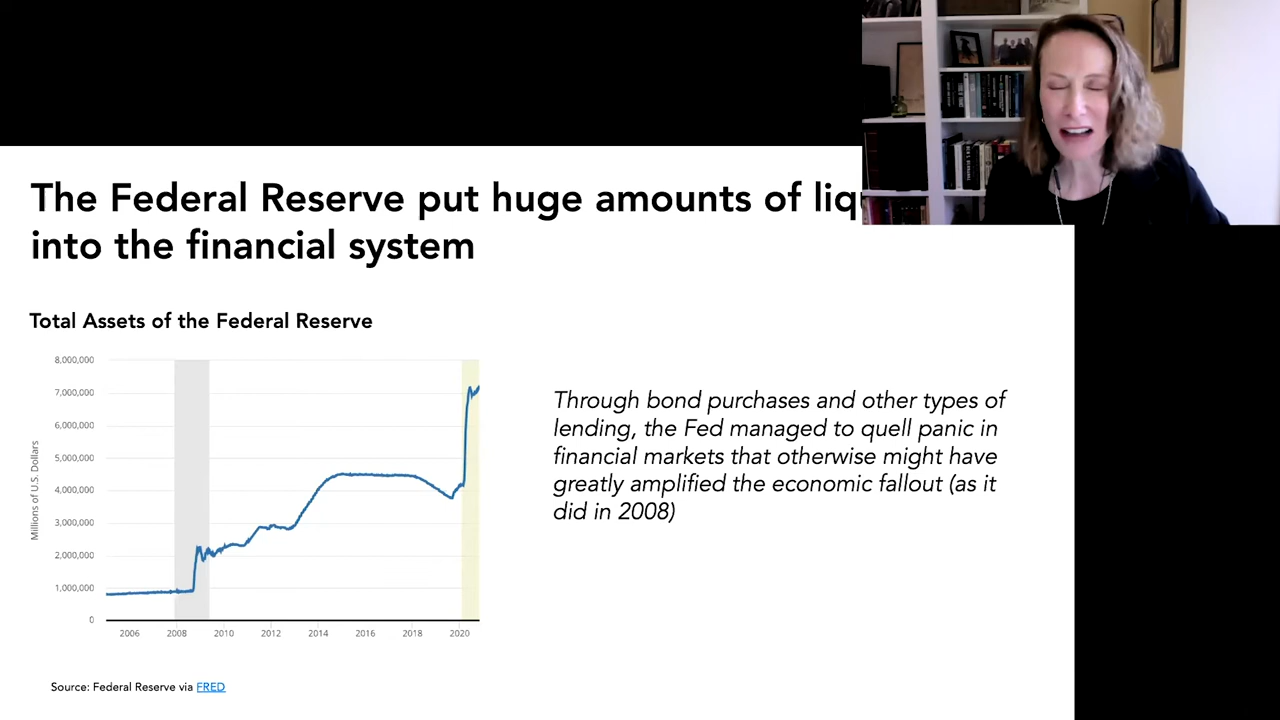 The Federal Reserve put huge amounts of liq
into the financial system
Total Assets of the Federal Reserve
Millions of U.S. Dollars
8,000,000
7,000,000
6,000,000
5,000,000
4,000,000
3,000,000
2,000,000
1,000,000
0
2006 2008 2010 2012 2014 2016 2018 2020
Through bond purchases and other types of
lending, the Fed managed to quell panic in
financial markets that otherwise might have
greatly amplified the economic fallout (as it
did in 2008)
Source: Federal Reserve via FRED